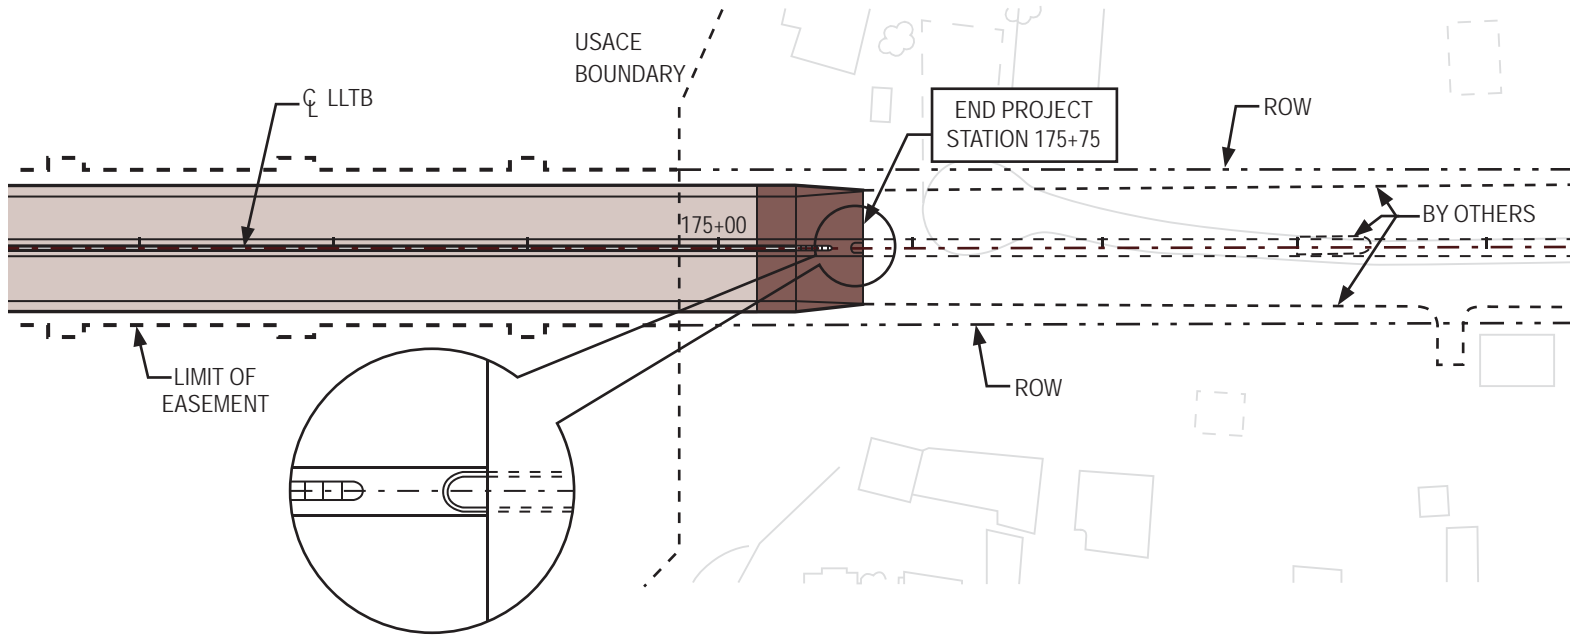 USACE
BOUNDARY
℄ LLTB
END PROJECT
STATION 175+75
ROW
175+00
BY OTHERS
LIMIT OF
EASEMENT
ROW